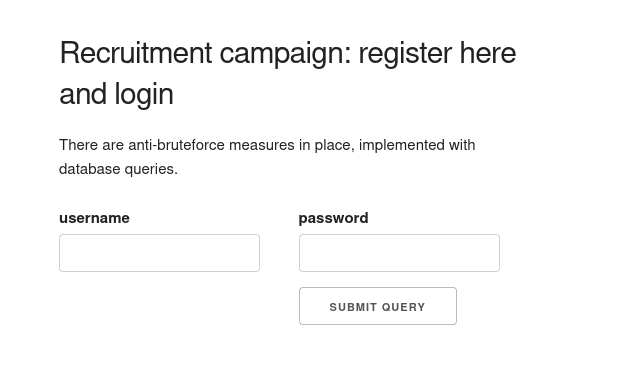 Recruitment campaign: register here
and login
There are anti-bruteforce measures in place, implemented with
database queries.
username
password
SUBMIT QUERY